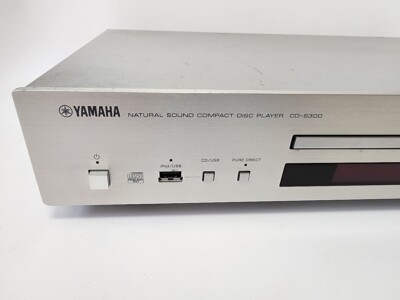 YAMAHA NATURAL SOUND COMPACT DISC PLAYER CD-S300
iPod/USB CD/USB PURE DIRECT